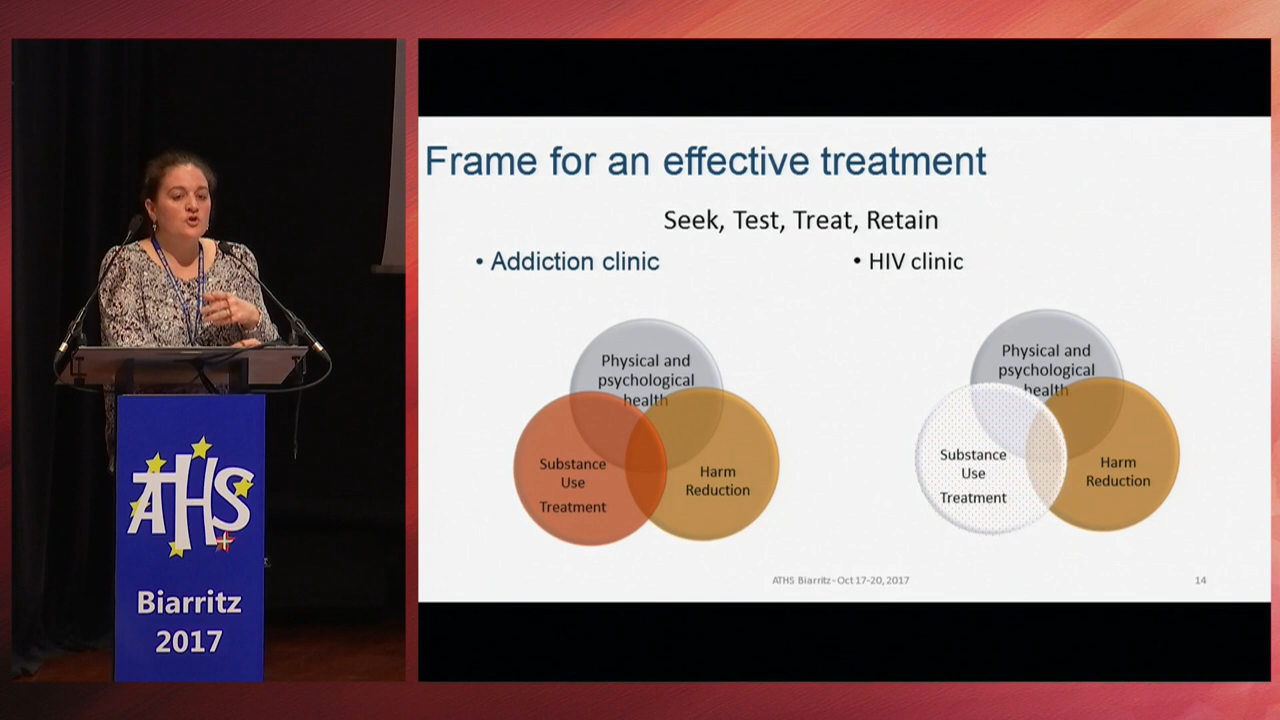 ATHS
Biarritz
2017
Frame for an effective treatment
Seek, Test, Treat, Retain
• Addiction clinic
• HIV clinic
Physical and
psychological
health
Substance
Use
Treatment
Harm
Reduction
Physical and
psychological
health
Substance
Use
Treatment
Harm
Reduction
ATHS Biarritz - Oct 17-20, 2017
14